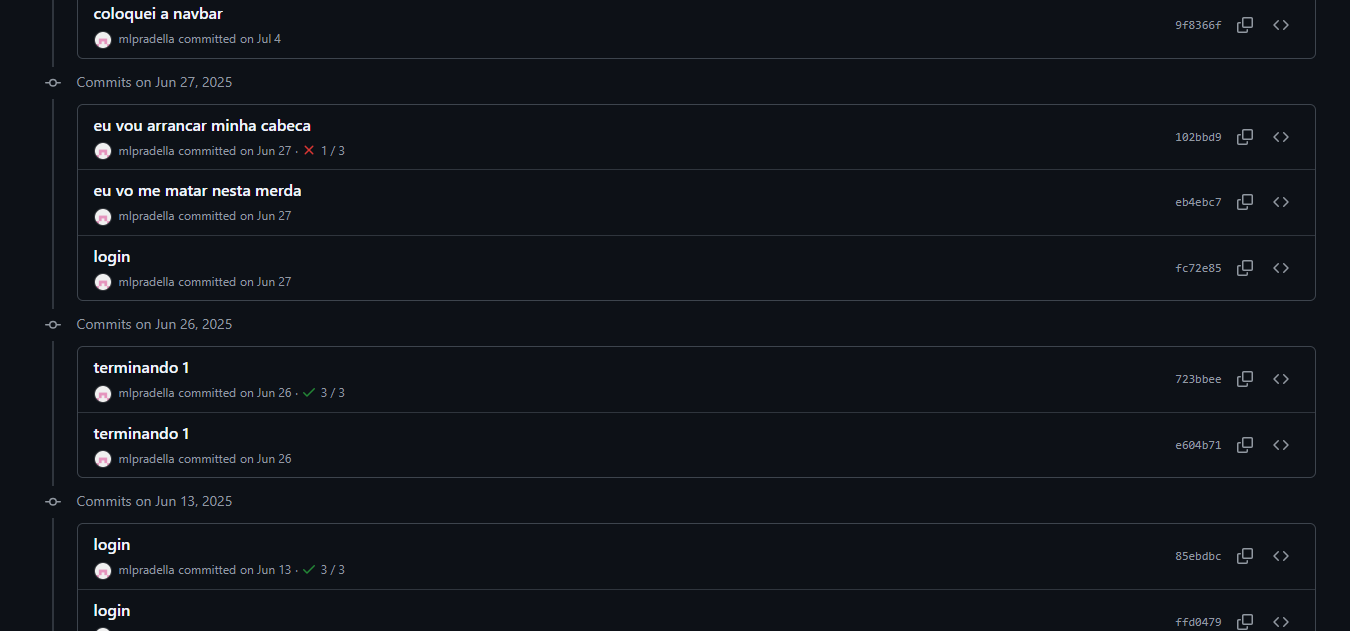 coloquei a navbar
mlpradella committed on Jul 4
9f8366f
Commits on Jun 27, 2025
eu vou arrancar minha cabeca
mlpradella committed on Jun 27 · 1 / 3
102bbd9
eu vo me matar nesta merda
mlpradella committed on Jun 27
eb4ebc7
login
mlpradella committed on Jun 27
fc72e85
Commits on Jun 26, 2025
terminando 1
mlpradella committed on Jun 26 · 3 / 3
723bbee
terminando 1
mlpradella committed on Jun 26
e604b71
Commits on Jun 13, 2025
login
mlpradella committed on Jun 13 · 3 / 3
85ebdbc
login
ffd0479